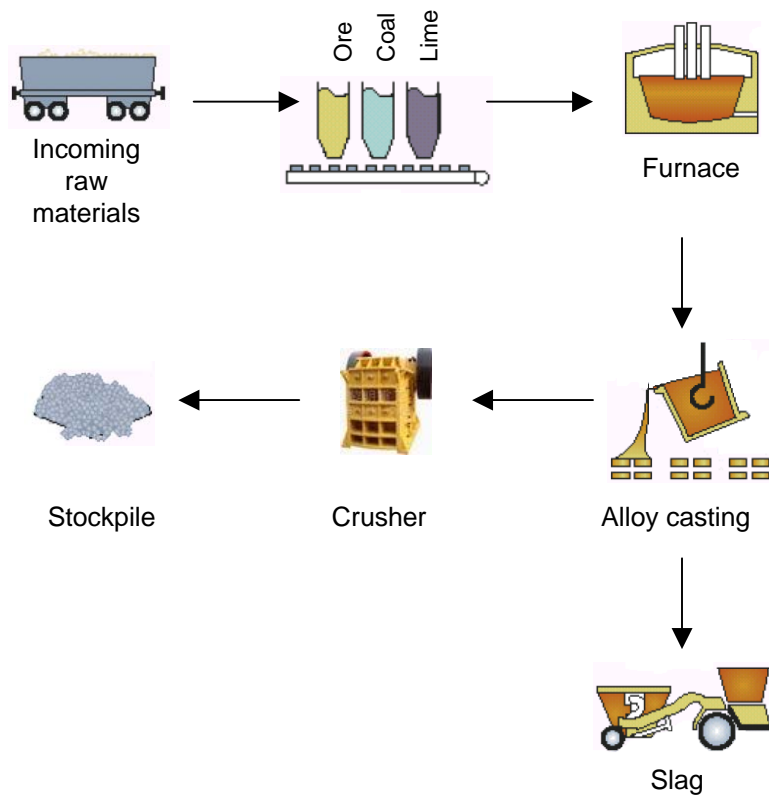 Ore
Coal
Lime
Incoming
raw
materials
Furnace
Stockpile
Crusher
Alloy casting
Slag